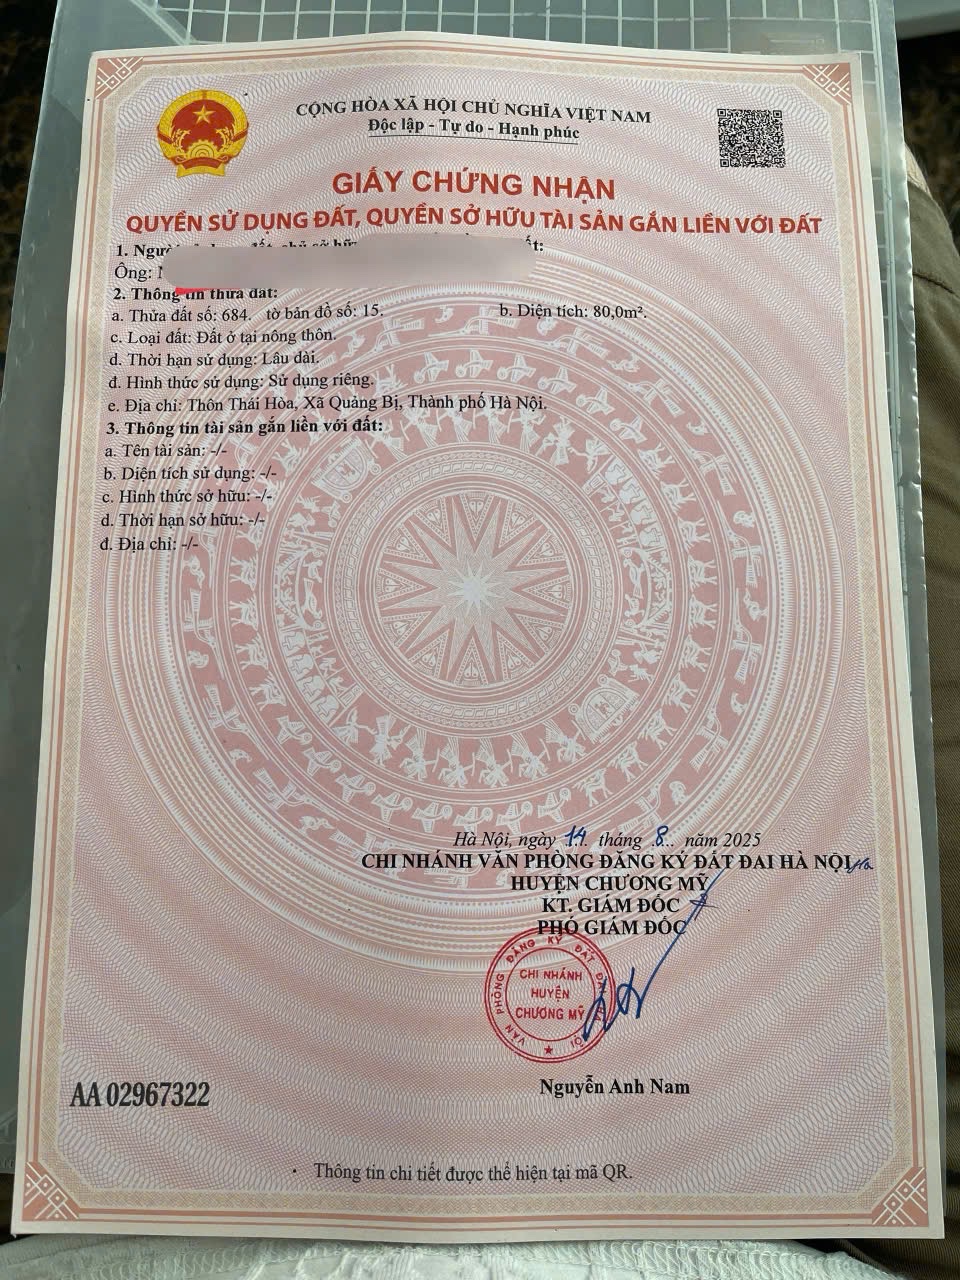 CỘNG HÒA XÃ HỘI CHỦ NGHĨA VIỆT NAM
Độc lập - Tự do - Hạnh phúc
GIẤY CHỨNG NHẬN
QUYỀN SỬ DỤNG ĐẤT, QUYỀN SỞ HỮU TÀI SẢN GẮN LIỀN VỚI ĐẤT
1.
Ông:
2. Thông tin thửa đất:
a. Thửa đất số: 684. tờ bản đồ số: 15. b. Diện tích: 80,0m².
c. Loại đất: Đất ở tại nông thôn.
d. Thời hạn sử dụng: Lâu dài.
đ. Hình thức sử dụng: Sử dụng riêng.
e. Địa chỉ: Thôn Thái Hòa, Xã Quảng Bị, Thành phố Hà Nội.
3. Thông tin tài sản gắn liền với đất:
a. Tên tài sản: -/-
b. Diện tích sử dụng: -/-
c. Hình thức sở hữu: -/-
d. Thời hạn sở hữu: -/-
đ. Địa chỉ: -/-
Hà Nội, ngày 14 tháng 8 năm 2025
CHI NHÁNH VĂN PHÒNG ĐĂNG KÝ ĐẤT ĐAI HÀ NỘI
HUYỆN CHƯƠNG MỸ
KT. GIÁM ĐỐC
PHÓ GIÁM ĐỐC
VĂN PHÒNG ĐĂNG KÝ ĐẤT ĐAI HÀ NỘI
CHI NHÁNH
HUYỆN
CHƯƠNG MỸ
Nguyễn Anh Nam
AA 02967322
Thông tin chi tiết được thể hiện tại mã QR.